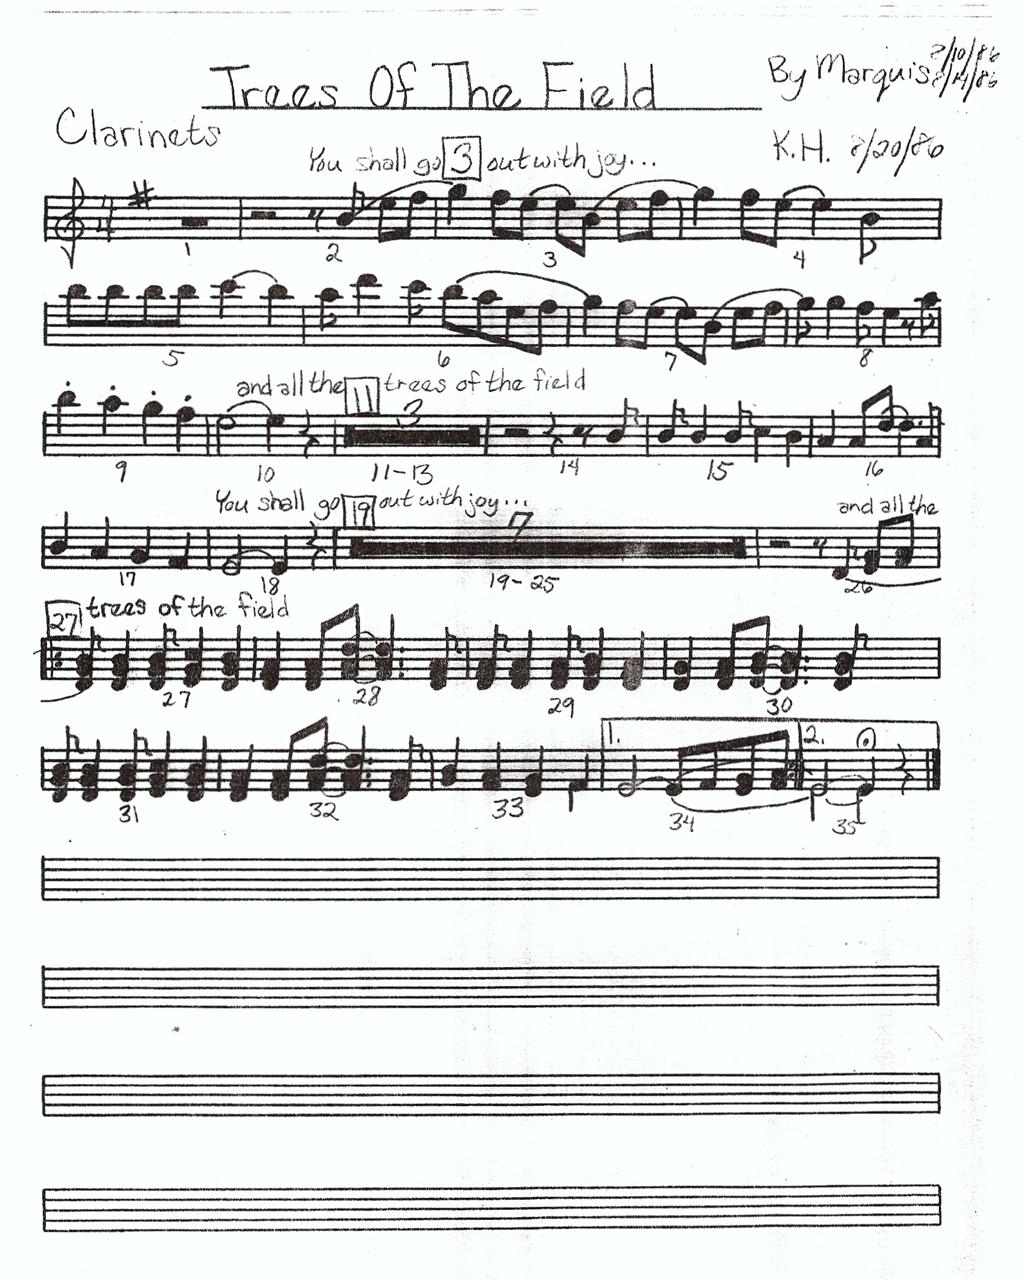 Trees Of The Field
By Marquis 8/10/86
8/14/86
Clarinets
K.H. 8/20/86
You shall go 3 out with joy...
4
1 2 3 4
5 6 7 8
and all the 11 trees of the field
3
9 10 11-13 14 15 16
You shall go 19 out with joy...
7
and all the
17 18 19-25 26
27 trees of the field
27 28 29 30
1. 2.
31 32 33 34 35